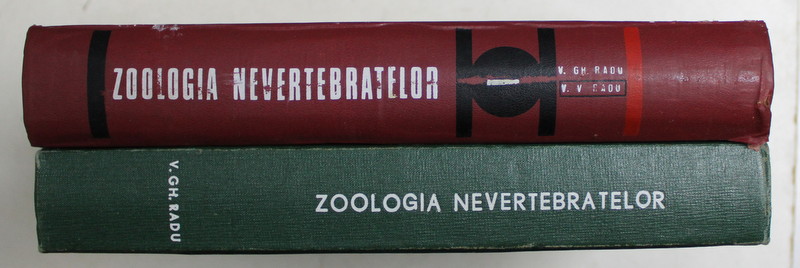 ZOOLOGIA NEVERTEBRATELOR
V. GH. RADU
V. V. RADU
V. GH. RADU
ZOOLOGIA NEVERTEBRATELOR